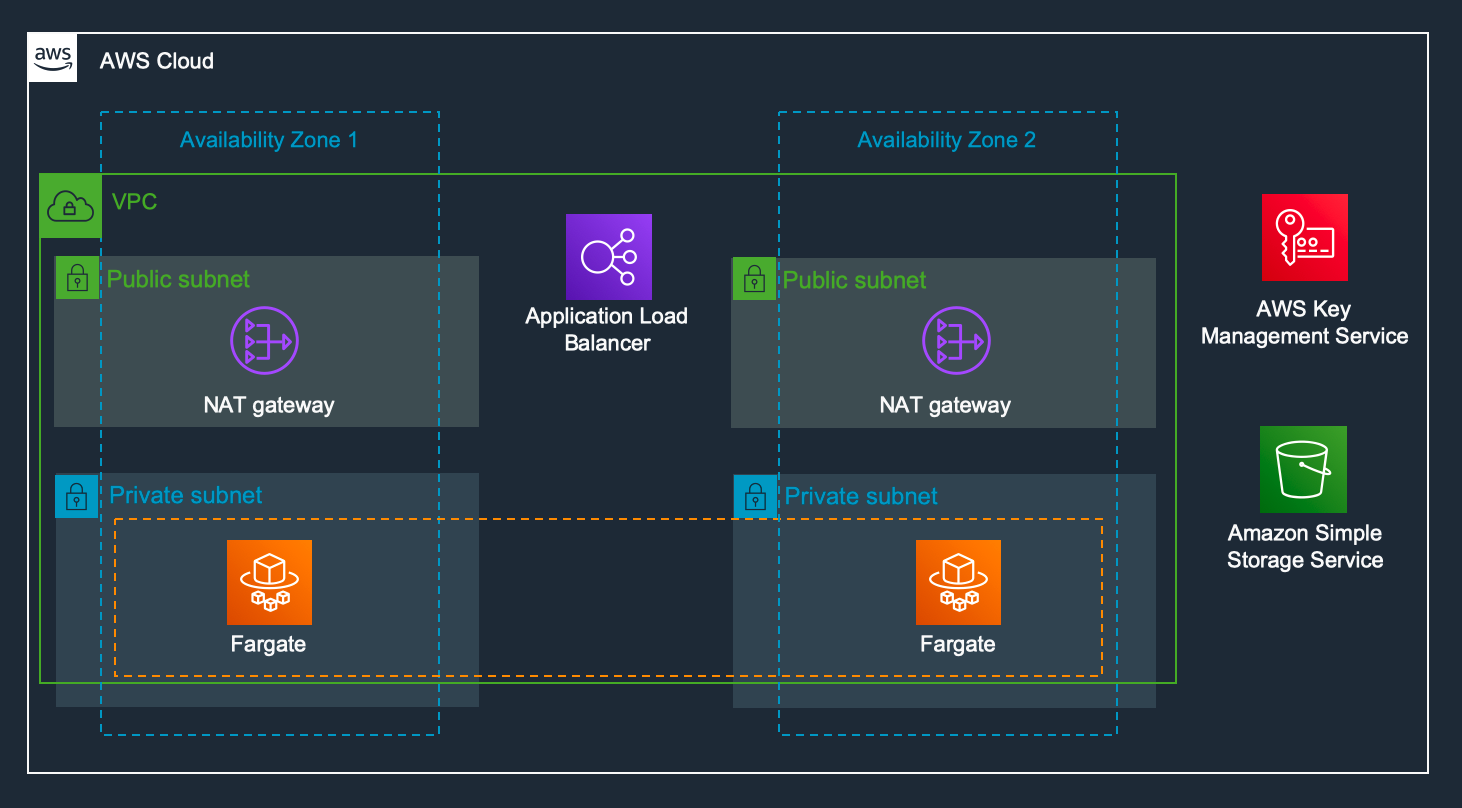 aws
AWS Cloud
Availability Zone 1
Availability Zone 2
VPC
Public subnet
NAT gateway
Application Load
Balancer
Public subnet
NAT gateway
AWS Key
Management Service
Private subnet
Fargate
Private subnet
Fargate
Amazon Simple
Storage Service